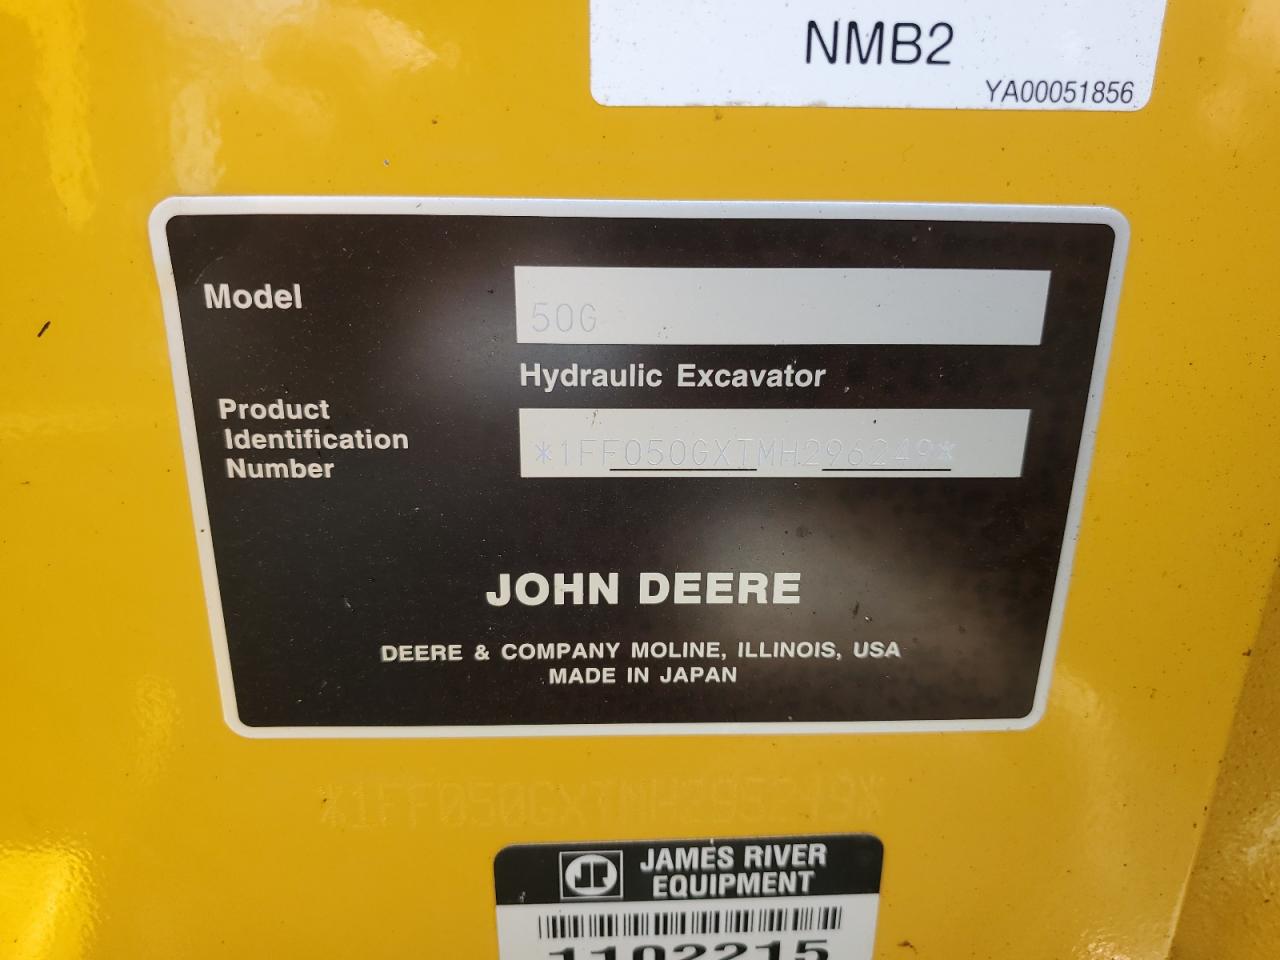 NMB2
YA00051856
Model
50G
Hydraulic Excavator
Product
Identification
Number
*1FF050GXTMH296249*
JOHN DEERE
DEERE & COMPANY MOLINE, ILLINOIS, USA
MADE IN JAPAN
JAMES RIVER
EQUIPMENT
1102215